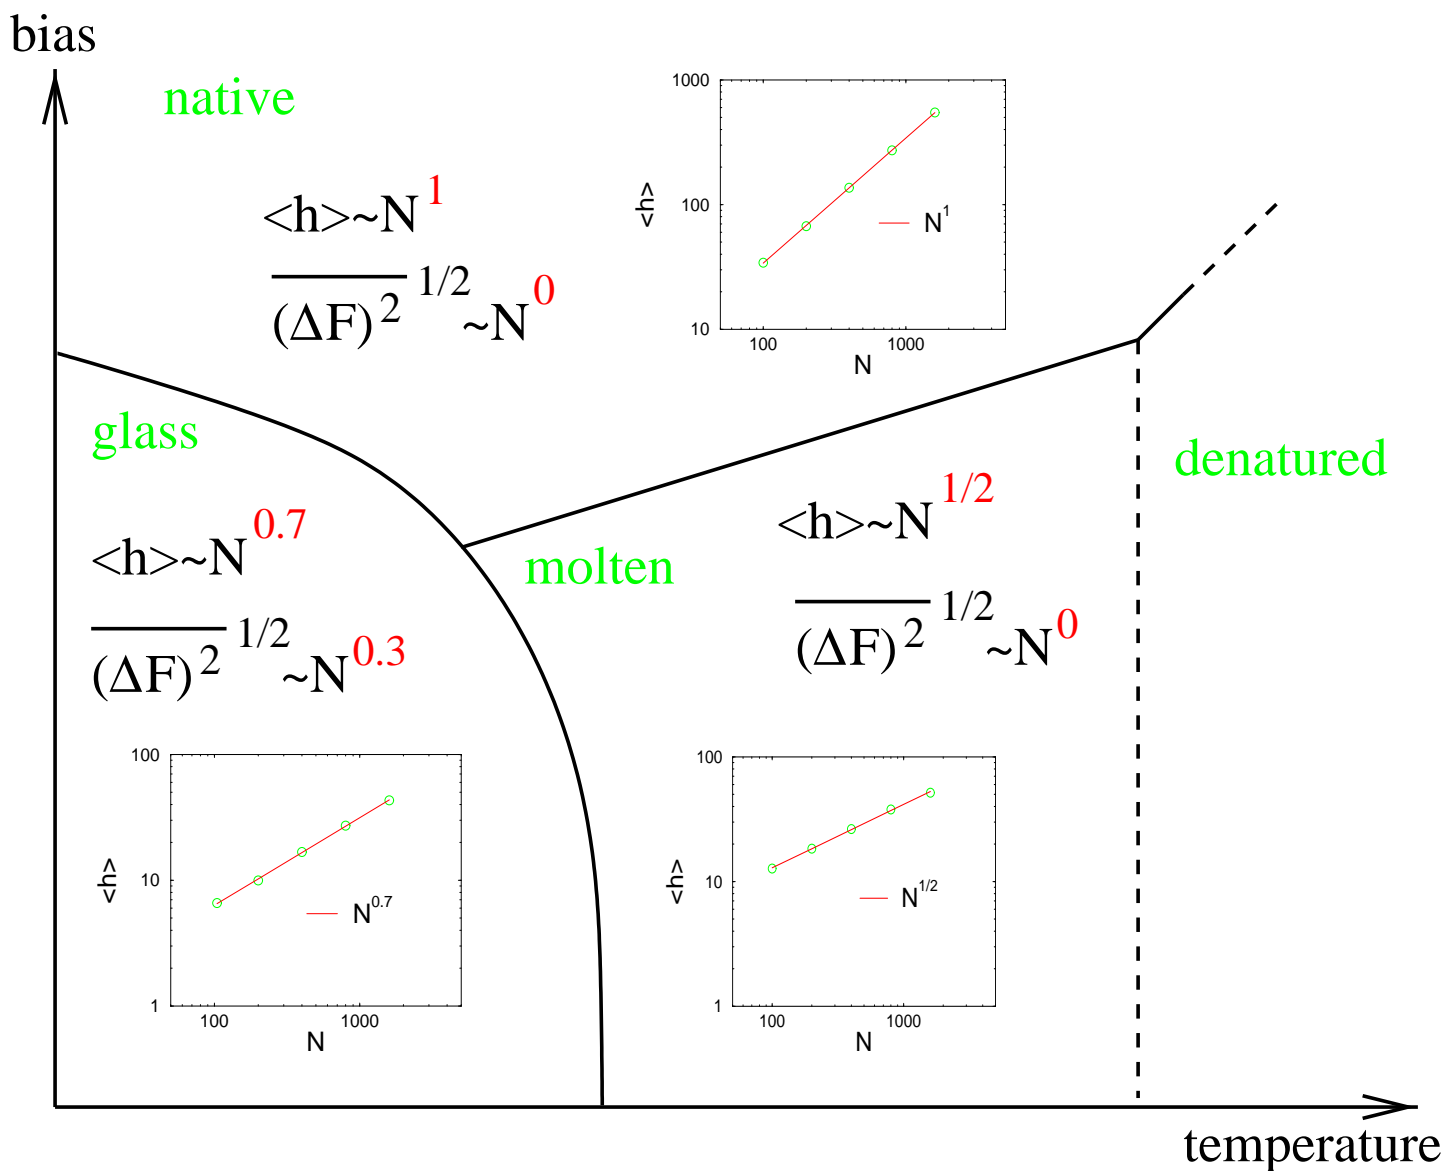 bias
native
<h>~N^1
(ΔF)^2 ^1/2 ~N^0
1000
100
10
<h>
N^1
100 1000
N
glass
<h>~N^0.7
(ΔF)^2 ^1/2 ~N^0.3
molten
<h>~N^1/2
(ΔF)^2 ^1/2 ~N^0
denatured
100
10
1
<h>
N^0.7
100 1000
N
100
10
1
<h>
N^1/2
100 1000
N
temperature